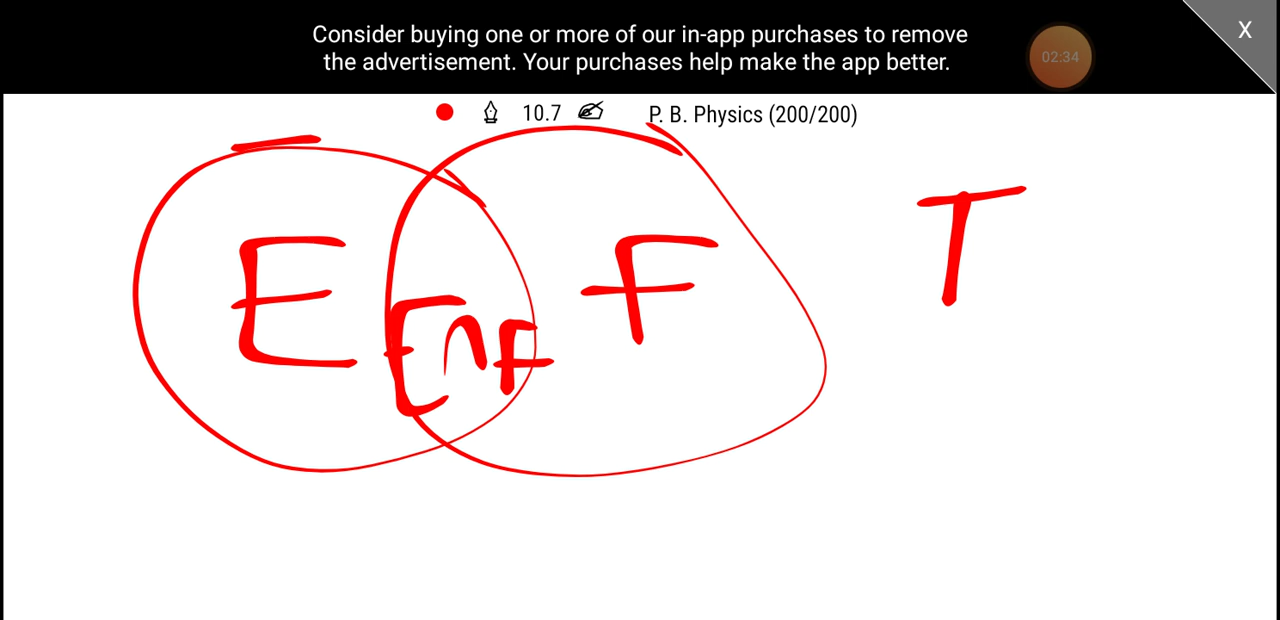 Consider buying one or more of our in-app purchases to remove
the advertisement. Your purchases help make the app better.
02:34
X
10.7
P. B. Physics (200/200)
E
E∩F
F
T